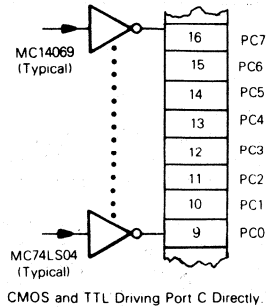 MC14069
(Typical)
16 PC7
15 PC6
14 PC5
13 PC4
12 PC3
11 PC2
10 PC1
9 PC0
MC74LS04
(Typical)
CMOS and TTL Driving Port C Directly